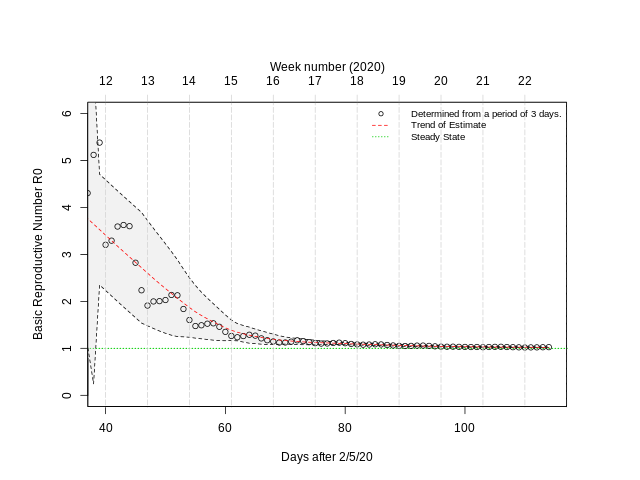 Week number (2020)
12 13 14 15 16 17 18 19 20 21 22
Determined from a period of 3 days.
Trend of Estimate
Steady State
Basic Reproductive Number R0
6
5
4
3
2
1
0
40 60 80 100
Days after 2/5/20